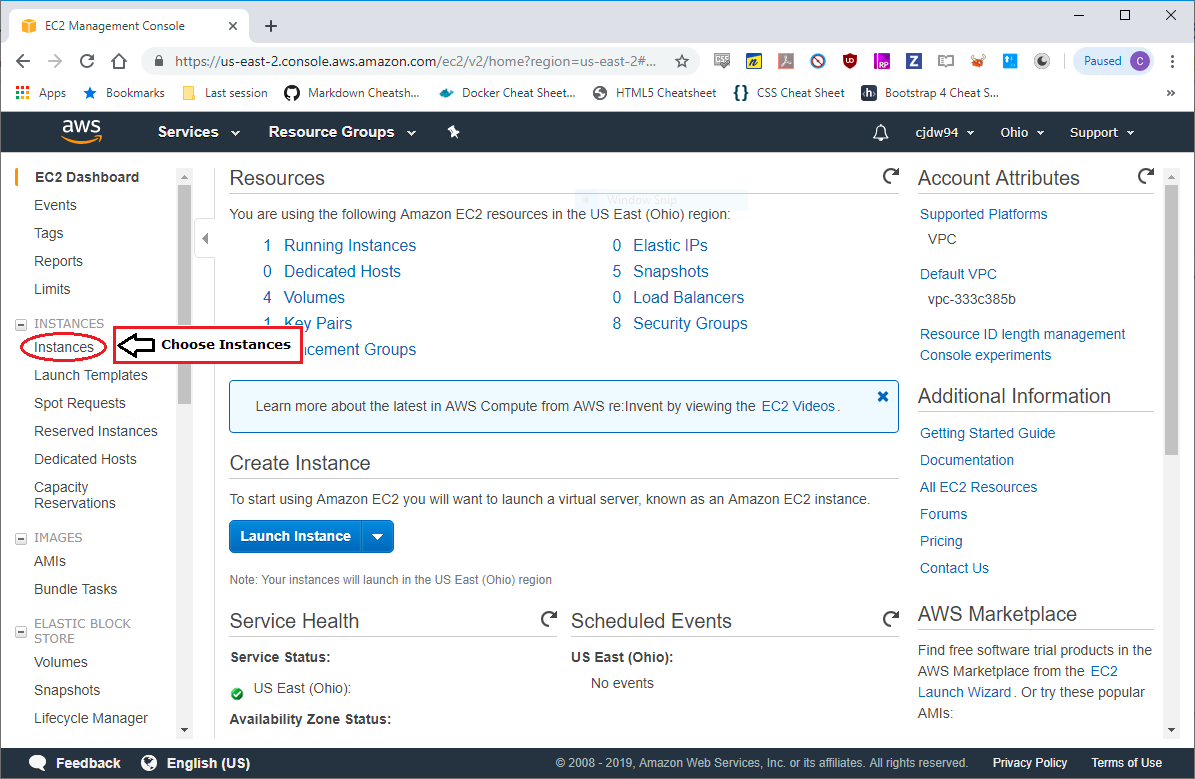 EC2 Management Console
https://us-east-2.console.aws.amazon.com/ec2/v2/home?region=us-east-2#...
Paused C
Apps Bookmarks Last session Markdown Cheatsh... Docker Cheat Sheet... HTML5 Cheatsheet CSS Cheat Sheet Bootstrap 4 Cheat S...
aws Services Resource Groups cjdw94 Ohio Support
EC2 Dashboard
Events
Tags
Reports
Limits
INSTANCES
Instances
Choose Instances
Launch Templates
Spot Requests
Reserved Instances
Dedicated Hosts
Capacity
Reservations
IMAGES
AMIs
Bundle Tasks
ELASTIC BLOCK
STORE
Volumes
Snapshots
Lifecycle Manager
Resources
Window Snip
You are using the following Amazon EC2 resources in the US East (Ohio) region:
1 Running Instances
0 Dedicated Hosts
4 Volumes
1 Key Pairs
cement Groups
0 Elastic IPs
5 Snapshots
0 Load Balancers
8 Security Groups
Learn more about the latest in AWS Compute from AWS re:Invent by viewing the EC2 Videos.
Create Instance
To start using Amazon EC2 you will want to launch a virtual server, known as an Amazon EC2 instance.
Launch Instance
Note: Your instances will launch in the US East (Ohio) region
Service Health
Service Status:
US East (Ohio):
Availability Zone Status:
Scheduled Events
US East (Ohio):
No events
Account Attributes
Supported Platforms
VPC
Default VPC
vpc-333c385b
Resource ID length management
Console experiments
Additional Information
Getting Started Guide
Documentation
All EC2 Resources
Forums
Pricing
Contact Us
AWS Marketplace
Find free software trial products in the
AWS Marketplace from the EC2
Launch Wizard. Or try these popular
AMIs:
Feedback English (US) © 2008 - 2019, Amazon Web Services, Inc. or its affiliates. All rights reserved. Privacy Policy Terms of Use